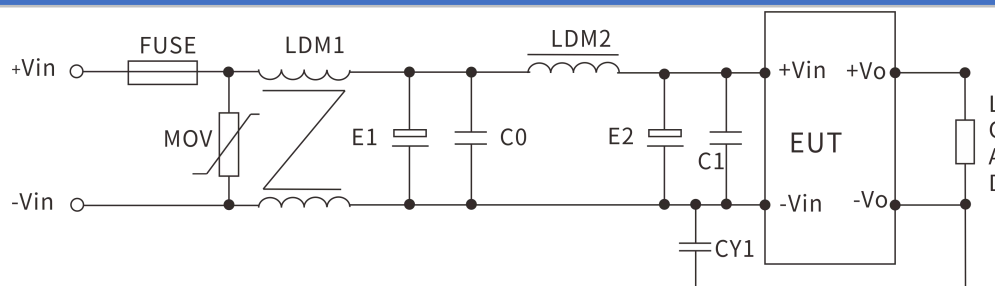 FUSE
LDM1
LDM2
+Vin
+Vin
+Vo
MOV
E1
C0
E2
C1
EUT
L
O
A
D
-Vin
-Vin
-Vo
CY1